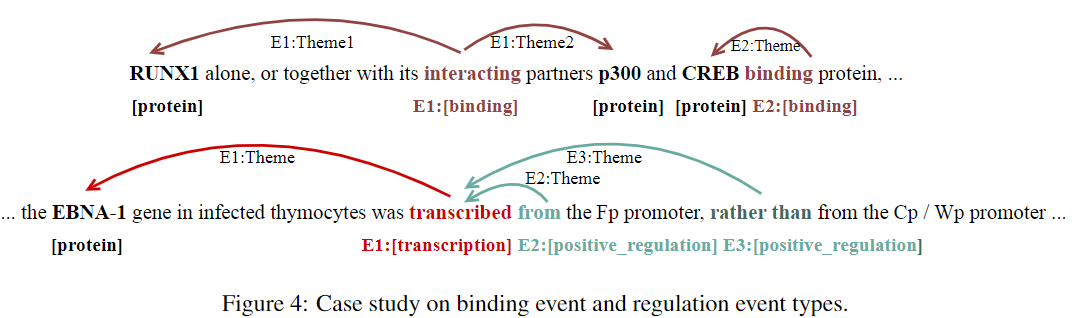 E1:Theme1 E1:Theme2 E2:Theme
RUNX1 alone, or together with its interacting partners p300 and CREB binding protein, ...
[protein] E1:[binding] [protein] [protein] E2:[binding]
E1:Theme E3:Theme
E2:Theme
... the EBNA-1 gene in infected thymocytes was transcribed from the Fp promoter, rather than from the Cp / Wp promoter ...
[protein] E1:[transcription] E2:[positive_regulation] E3:[positive_regulation]
Figure 4: Case study on binding event and regulation event types.